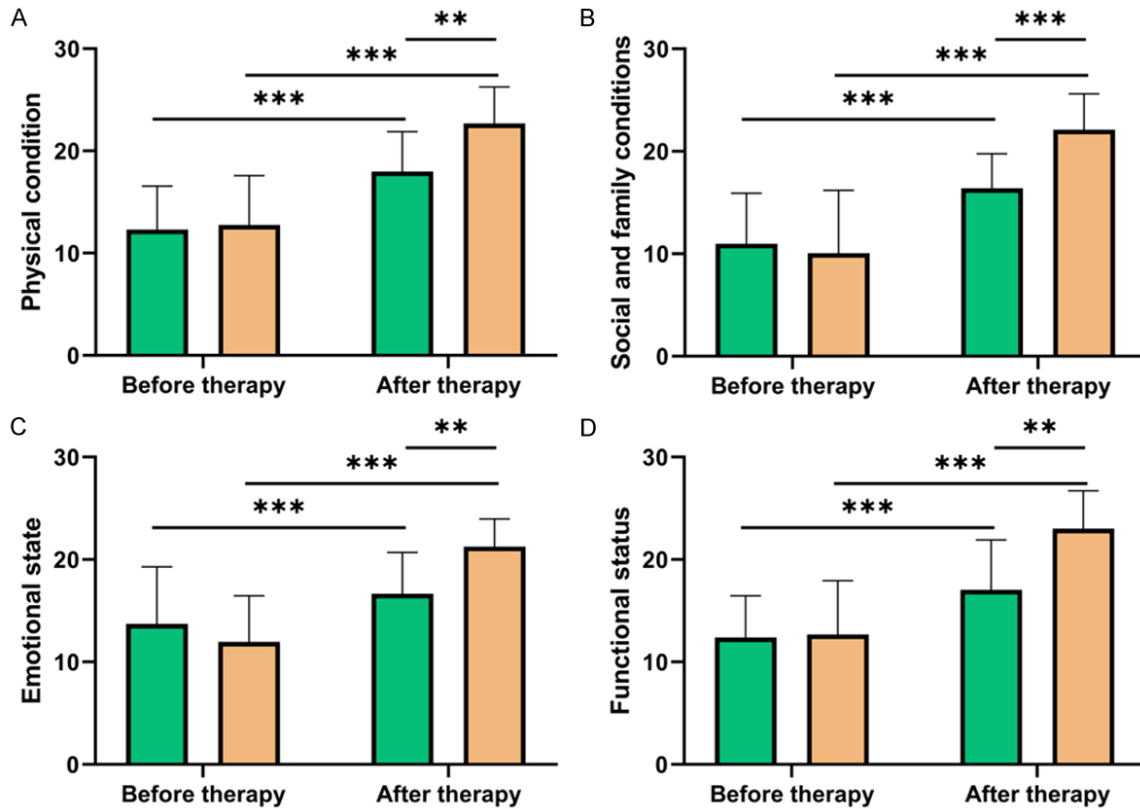 A
Physical condition
30
20
10
0
Before therapy
After therapy
***
***
**
B
Social and family conditions
30
20
10
0
Before therapy
After therapy
***
***
***
C
Emotional state
30
20
10
0
Before therapy
After therapy
***
***
**
D
Functional status
30
20
10
0
Before therapy
After therapy
***
***
**